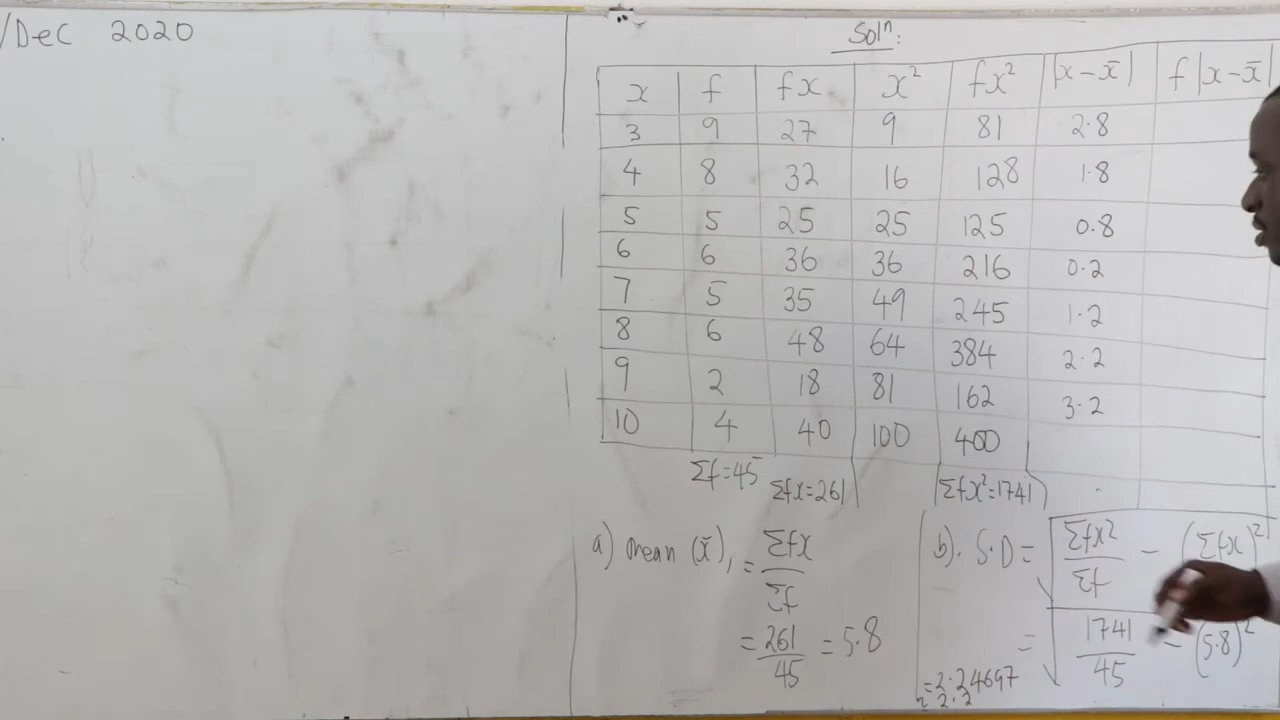 /Dec 2020
Solⁿ:
x f fx x² fx² |x-x̄| f|x-x̄|
3 9 27 9 81 2.8
4 8 32 16 128 1.8
5 5 25 25 125 0.8
6 6 36 36 216 0.2
7 5 35 49 245 1.2
8 6 48 64 384 2.2
9 2 18 81 162 3.2
10 4 40 100 400
Σf=45 Σfx=261 Σfx²=1741
a) mean (x̄), = Σfx/Σf
= 261/45 = 5.8
b). S.D = √(Σfx²/Σf - (Σfx)²
= √(1741/45 - (5.8)²
= 2.24697
≈ 2.2